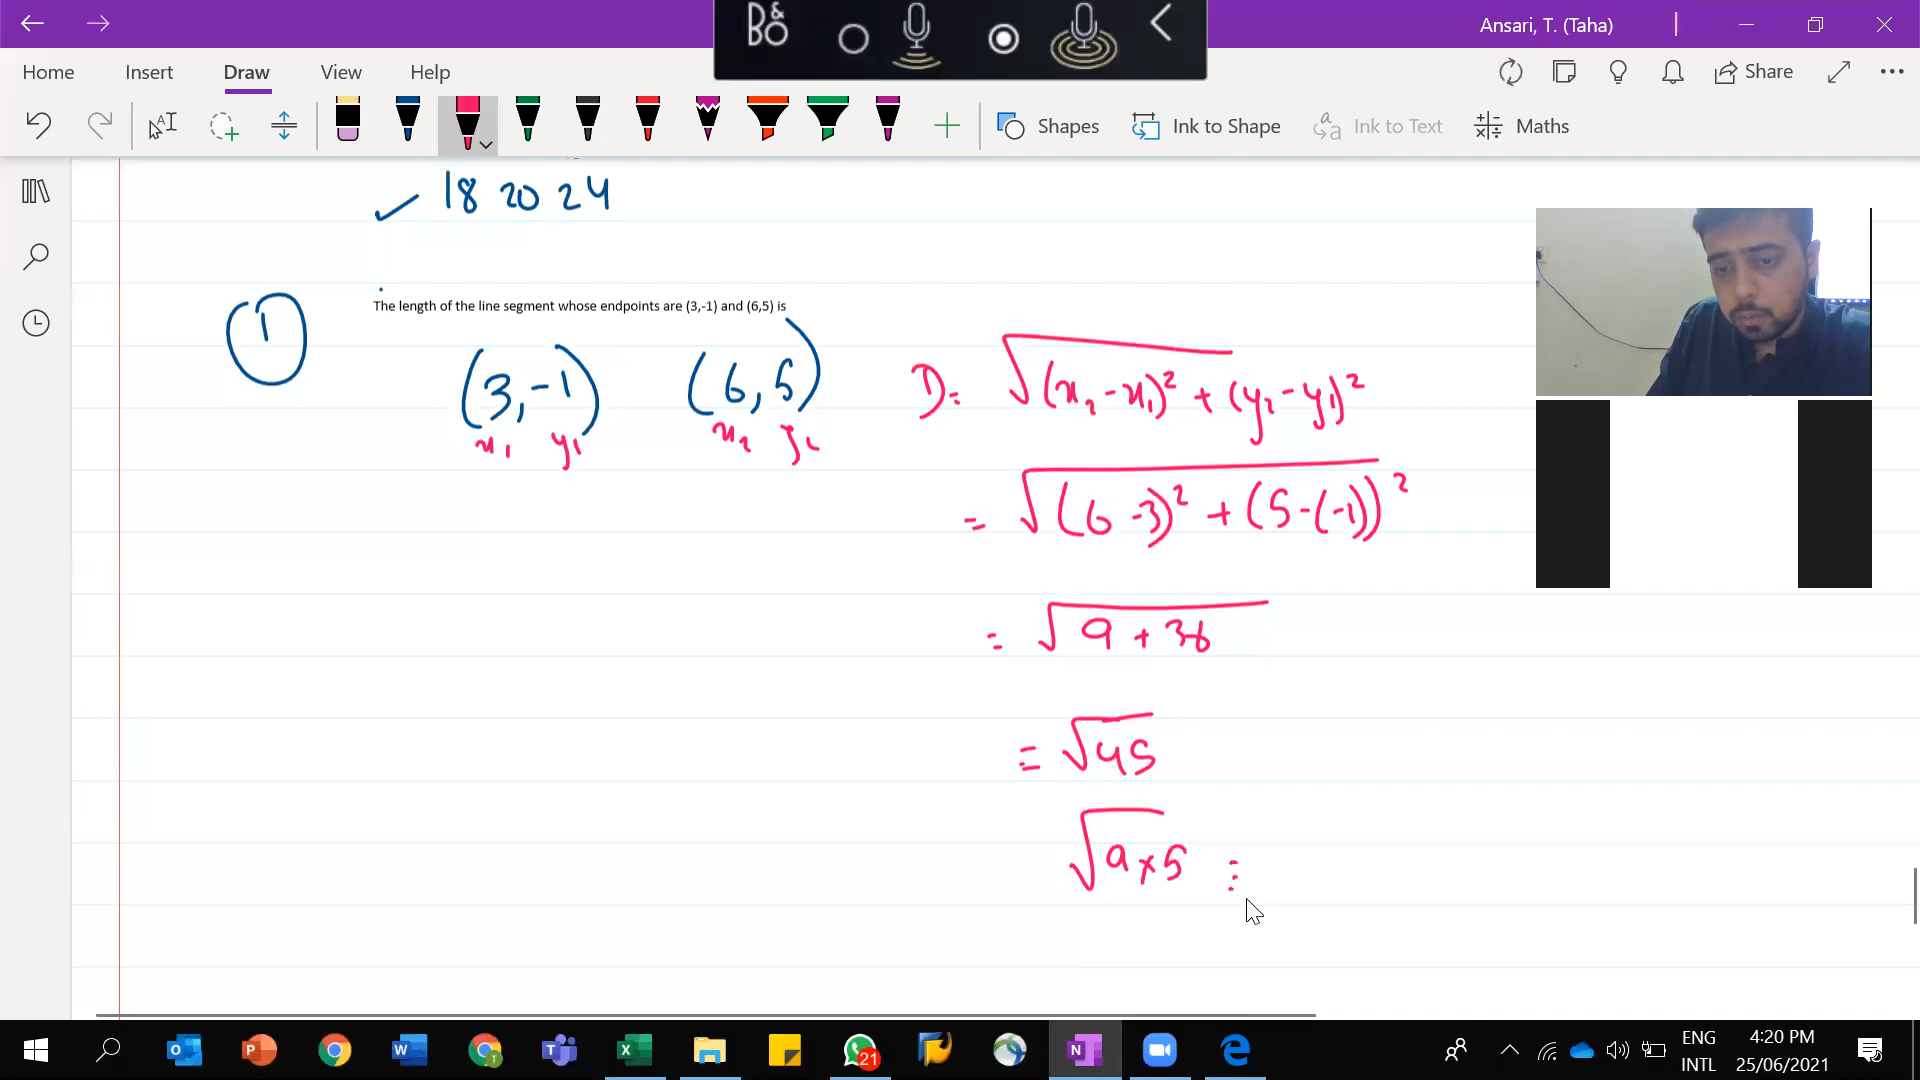 B&O
Ansari, T. (Taha)
Home Insert Draw View Help
Share
Shapes Ink to Shape Ink to Text Maths
18 20 24
1
The length of the line segment whose endpoints are (3,-1) and (6,5) is
(3, -1) (6, 5)
x₁ y₁ x₂ y₂
D = √(x₂ - x₁)² + (y₂ - y₁)²
= √(6 - 3)² + (5 - (-1))²
= √9 + 36
= √45
√9 × 5 =
21
ENG
INTL
4:20 PM
25/06/2021